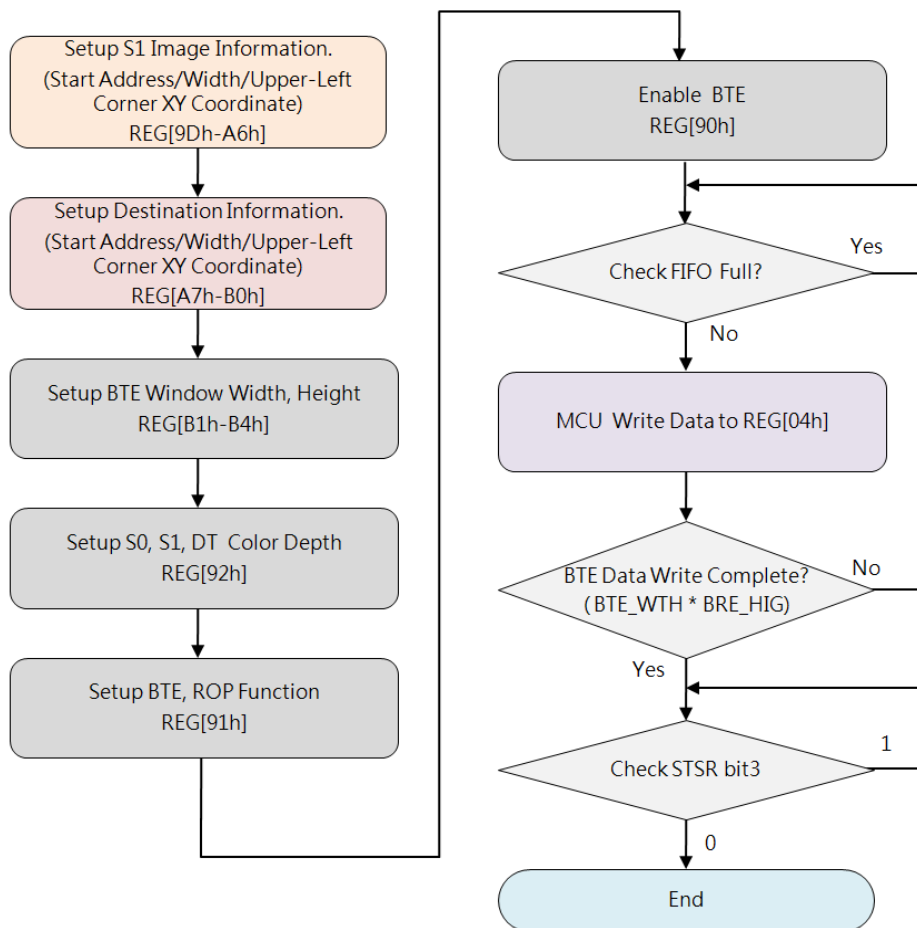 Setup S1 Image Information.
(Start Address/Width/Upper-Left
Corner XY Coordinate)
REG[9Dh-A6h]
Setup Destination Information.
(Start Address/Width/Upper-Left
Corner XY Coordinate)
REG[A7h-B0h]
Setup BTE Window Width, Height
REG[B1h-B4h]
Setup S0, S1, DT Color Depth
REG[92h]
Setup BTE, ROP Function
REG[91h]
Enable BTE
REG[90h]
Check FIFO Full?
Yes
No
MCU Write Data to REG[04h]
BTE Data Write Complete?
( BTE_WTH * BRE_HIG)
No
Yes
Check STSR bit3
1
0
End